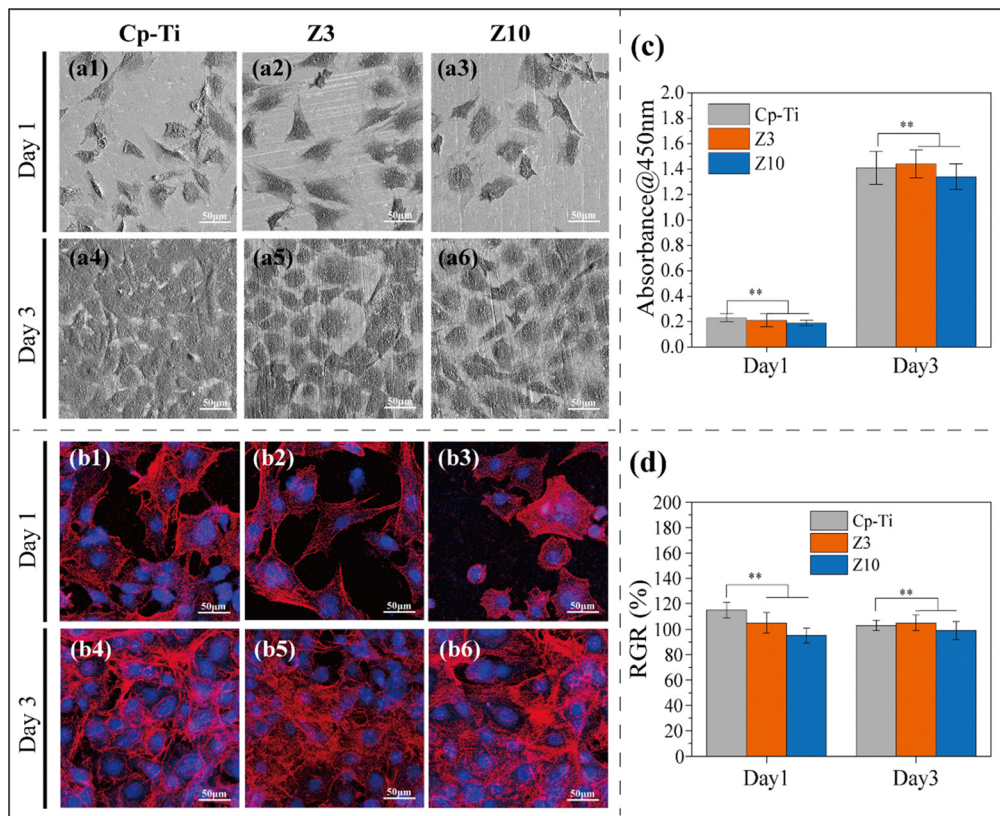 Cp-Ti Z3 Z10
Day 1
(a1) (a2) (a3)
50μm 50μm 50μm
Day 3
(a4) (a5) (a6)
50μm 50μm 50μm
Day 1
(b1) (b2) (b3)
50μm 50μm 50μm
Day 3
(b4) (b5) (b6)
50μm 50μm 50μm
(c)
Absorbance@450nm
2.0
1.8
1.6
1.4
1.2
1.0
0.8
0.6
0.4
0.2
0.0
Cp-Ti
Z3
Z10
**
**
Day1 Day3
(d)
RGR (%)
200
180
160
140
120
100
80
60
40
20
0
Cp-Ti
Z3
Z10
**
**
Day1 Day3